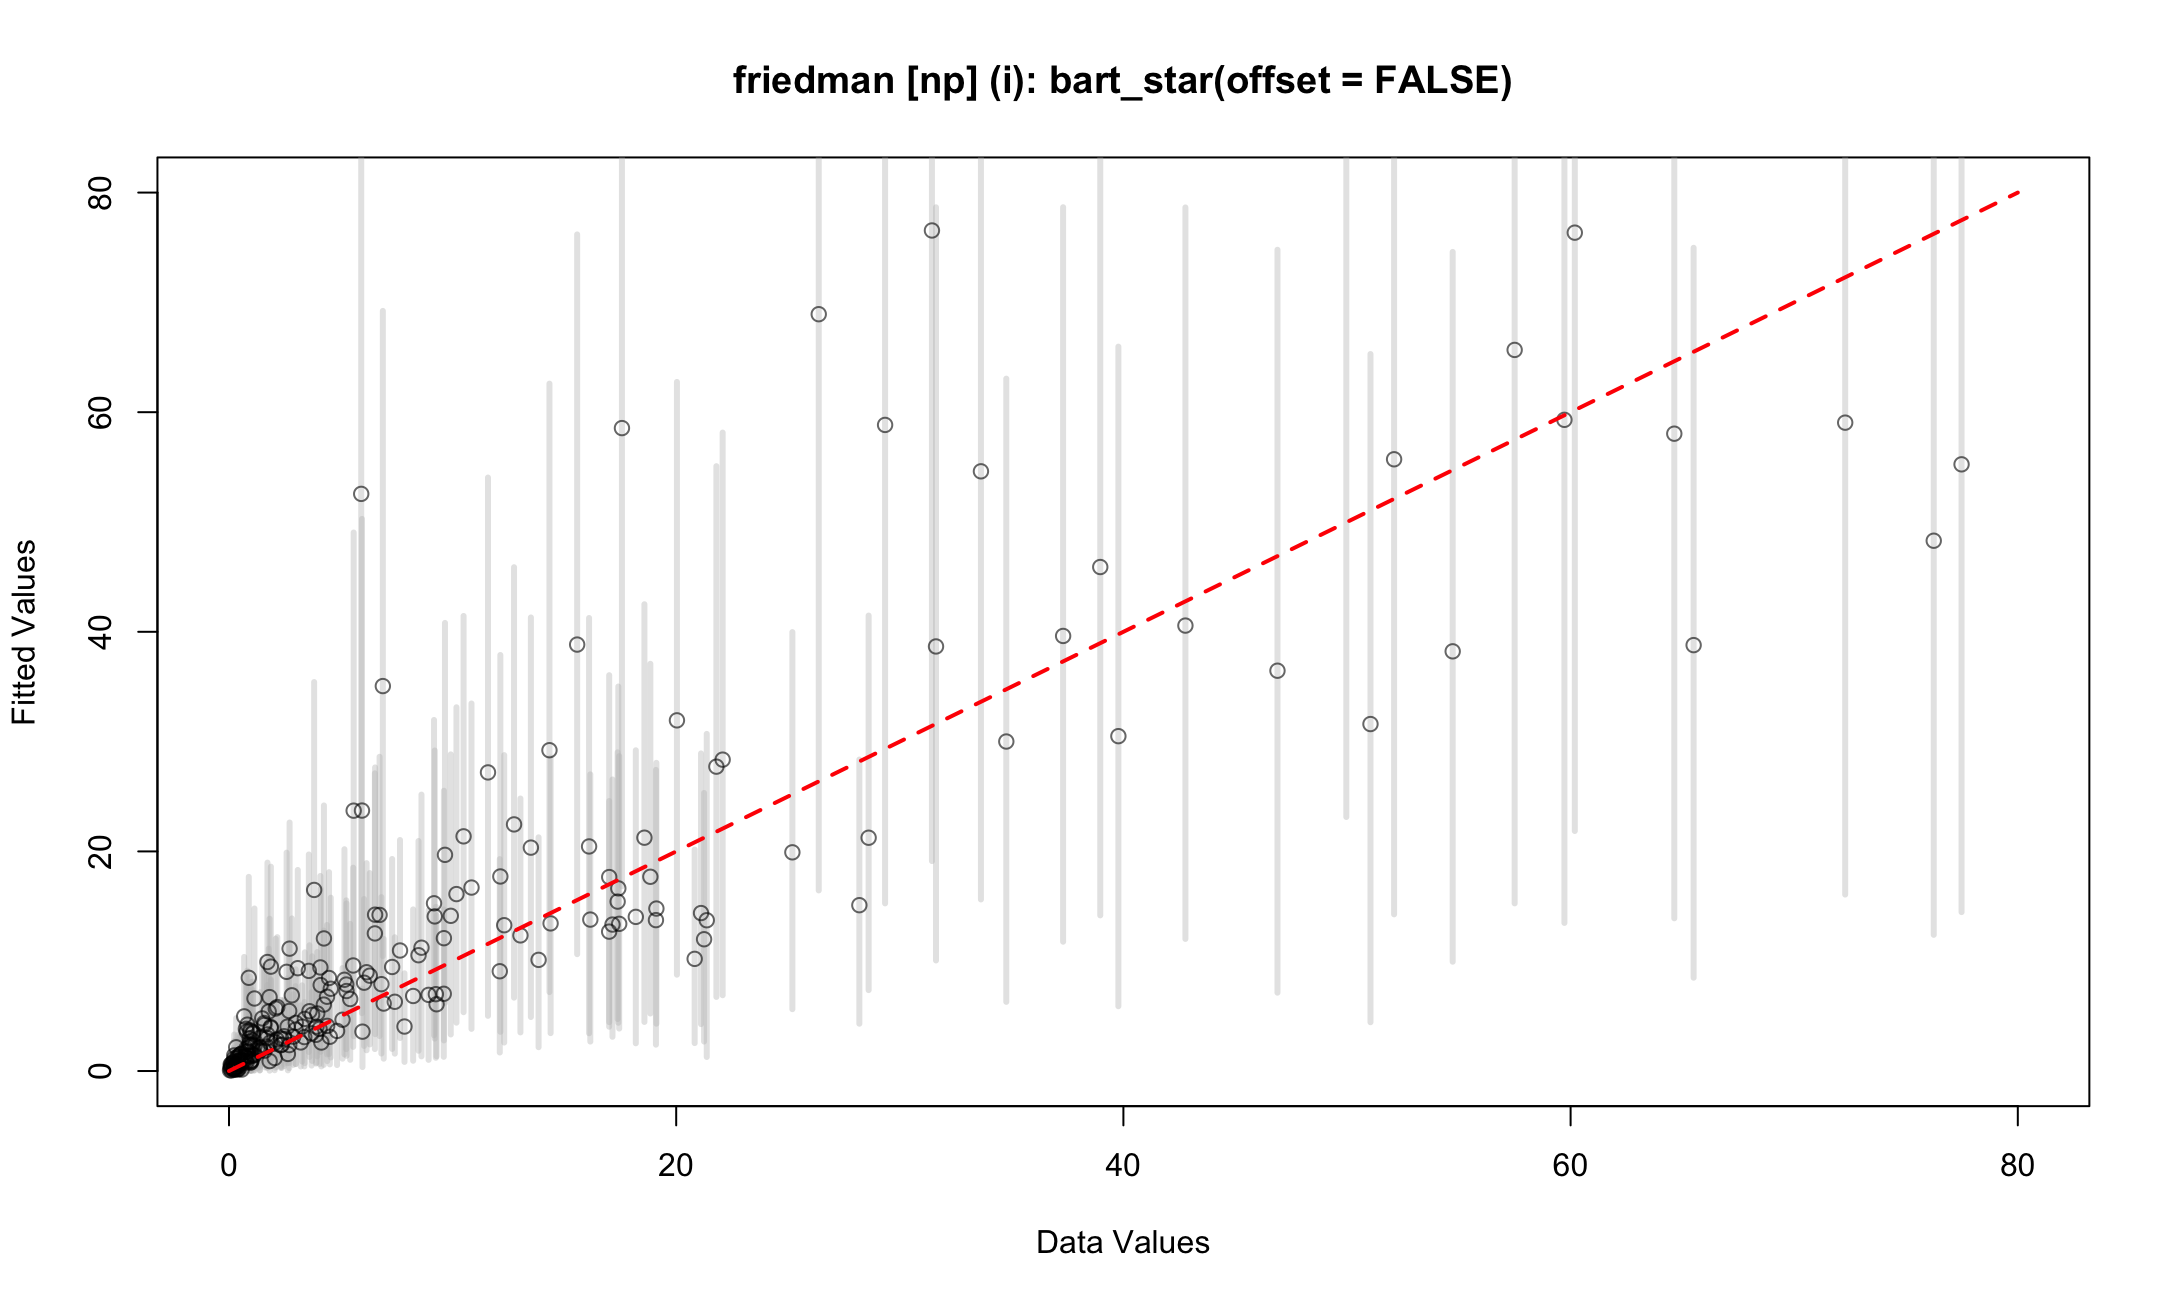 friedman [np] (i): bart_star(offset = FALSE)
80
60
40
20
0
Fitted Values
0 20 40 60 80
Data Values